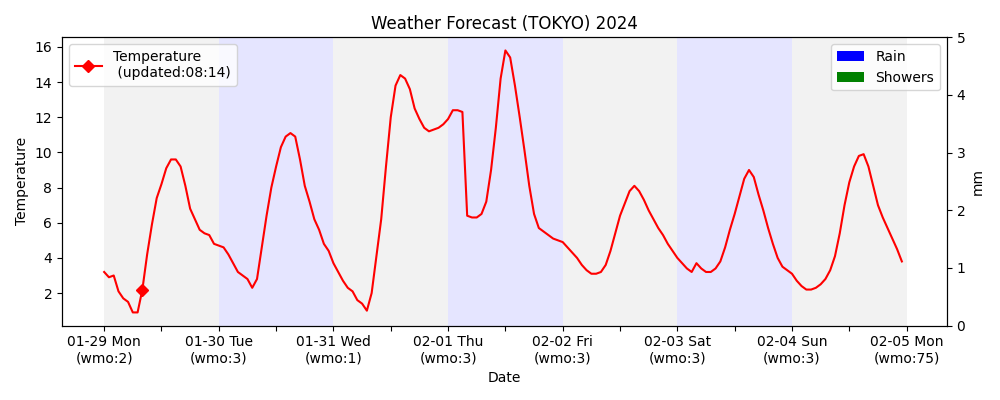 Weather Forecast (TOKYO) 2024
Temperature
(updated:08:14)
Rain
Showers
16
14
12
10
8
6
4
2
5
4
3
2
1
0
Temperature
mm
01-29 Mon
(wmo:2)
01-30 Tue
(wmo:3)
01-31 Wed
(wmo:1)
02-01 Thu
(wmo:3)
02-02 Fri
(wmo:3)
02-03 Sat
(wmo:3)
02-04 Sun
(wmo:3)
02-05 Mon
(wmo:75)
Date